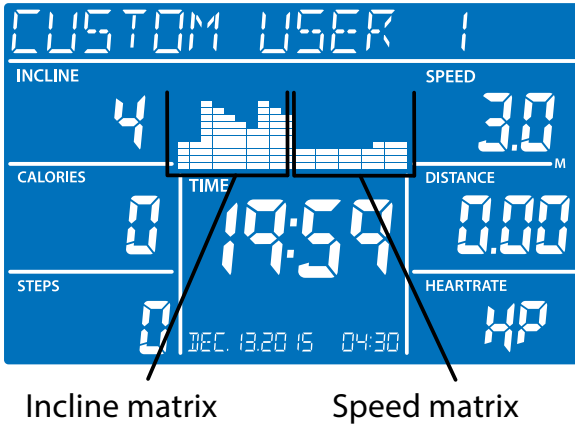 CUSTOM USER 1
INCLINE
4
SPEED
3.0
M
CALORIES
0
TIME
19:59
DISTANCE
0.00
STEPS
0
DEC. 13.2015 04:30
HEARTRATE
HP
Incline matrix
Speed matrix